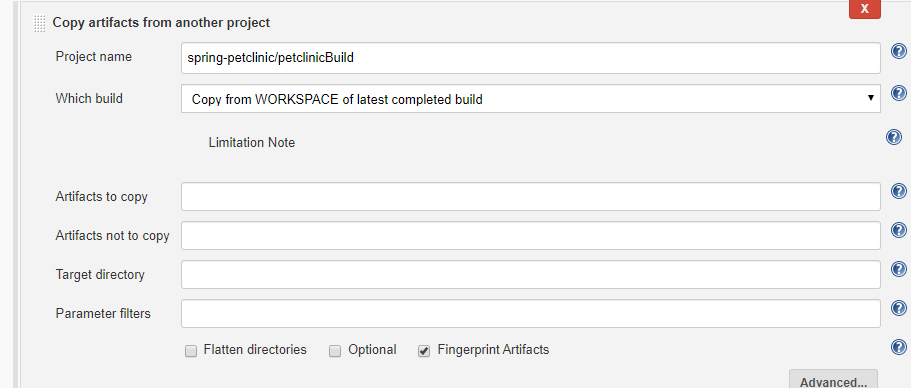 X
Copy artifacts from another project
Project name
spring-petclinic/petclinicBuild
Which build
Copy from WORKSPACE of latest completed build
Limitation Note
Artifacts to copy
Artifacts not to copy
Target directory
Parameter filters
Flatten directories Optional Fingerprint Artifacts
Advanced...